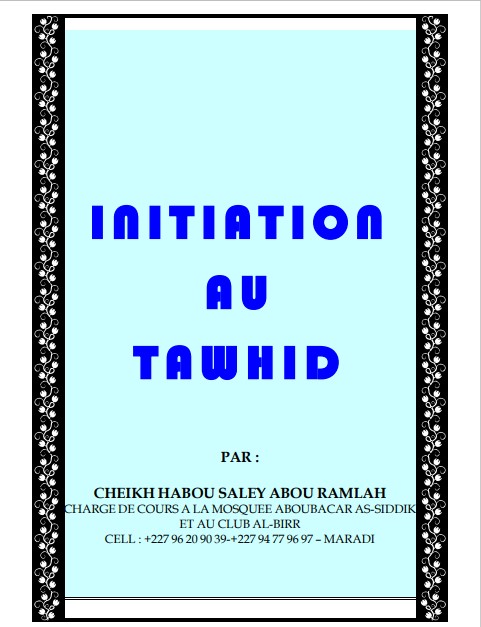 INITIATION
AU
TAWHID
PAR :
CHEIKH HABOU SALEY ABOU RAMLAH
CHARGE DE COURS A LA MOSQUEE ABOUBACAR AS-SIDDIK
ET AU CLUB AL-BIRR
CELL : +227 96 20 90 39-+227 94 77 96 97 – MARADI